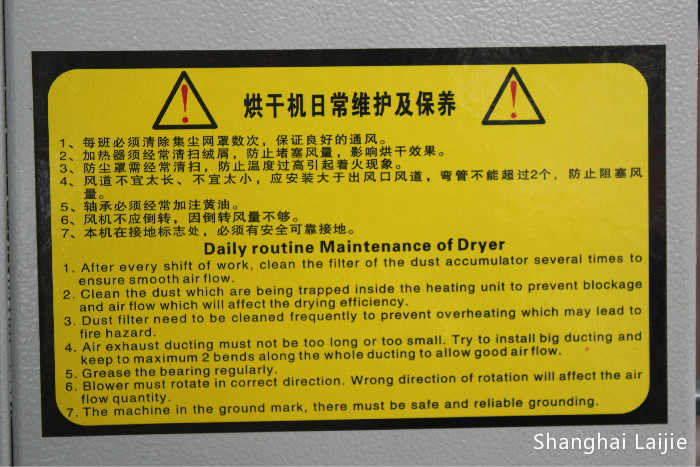 烘干机日常维护及保养
1、每班必须清除集尘网罩数次，保证良好的通风。
2、加热器须经常清扫绒屑，防止堵塞风量，影响烘干效果。
3、防尘罩需经常清扫，防止温度过高引起着火现象。
4、风道不宜太长、不宜太小，应安装大于出风口风道，弯管不能超过2个．防止阻塞风
量。
5、轴承必须经常加注黄油。
6、风机不应倒转，因倒转风量不够。
7、本机在接地标志处，必须有安全可靠接地。
Daily routine Maintenance of Dryer
1. After every shift of work, clean the filter of the dust accumulator several times to
ensure smooth air flow.
2. Clean the dust which are being trapped inside the heating unit to prevent blockage
and air flow which will affect the drying efficiency.
3. Dust filter need to be cleaned frequently to prevent overheating which may lead to
fire hazard.
4. Air exhaust ducting must not be too long or too small. Try to install big ducting and
keep to maximum 2 bends along the whole ducting to allow good air flow.
5. Grease the bearing regularly.
6. Blower must rotate in correct direction. Wrong direction of rotation will affect the air
flow quantity.
7. The machine in the ground mark, there must be safe and reliable grounding.
Shanghai Laijie